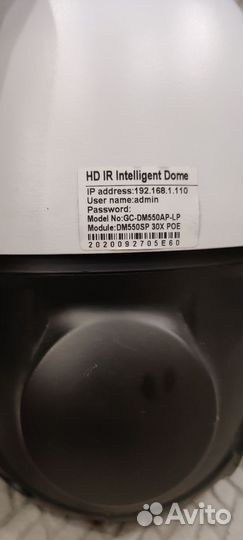 HD IR Intelligent Dome
IP address:192.168.1.110
User name:admin
Password:
Model No:GC-DM550AP-LP
Module:DM550SP 30X POE
2020092705E60
Avito